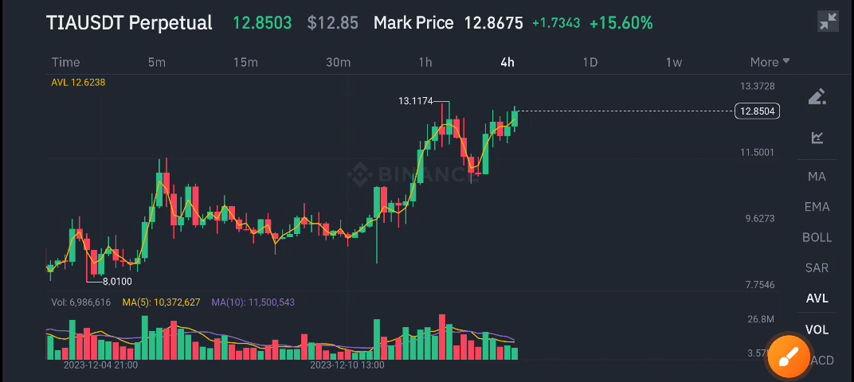 TIAUSDT Perpetual 12.8503 $12.85 Mark Price 12.8675 +1.7343 +15.60%
Time 5m 15m 30m 1h 4h 1D 1w More
AVL 12.6238
13.3728
13.1174
12.8504
11.5001
BINANCE
MA
EMA
9.6273
BOLL
SAR
8.0100
7.7546
AVL
Vol: 6,986,616 MA(5): 10,372,627 MA(10): 11,500,543
26.8M
VOL
3.57
2023-12-04 21:00 2023-12-10 13:00
ACD